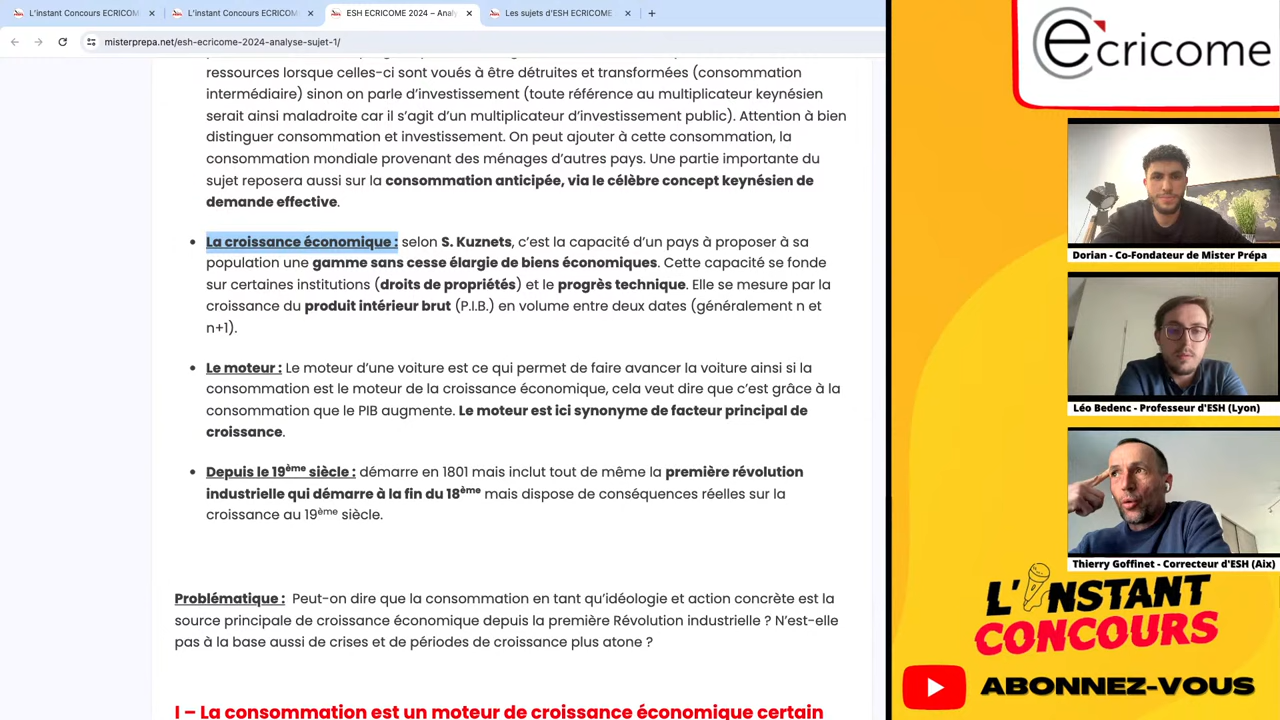 L'instant Concours ECRICOME
L'instant Concours ECRICOME
ESH ECRICOME 2024 – Analy
Les sujets d'ESH ECRICOME
misterprepa.net/esh-ecricome-2024-analyse-sujet-1/
ressources lorsque celles-ci sont voués à être détruites et transformées (consommation
intermédiaire) sinon on parle d'investissement (toute référence au multiplicateur keynésien
serait ainsi maladroite car il s'agit d'un multiplicateur d'investissement public). Attention à bien
distinguer consommation et investissement. On peut ajouter à cette consommation, la
consommation mondiale provenant des ménages d'autres pays. Une partie importante du
sujet reposera aussi sur la consommation anticipée, via le célèbre concept keynésien de
demande effective.
• La croissance économique : selon S. Kuznets, c'est la capacité d'un pays à proposer à sa
population une gamme sans cesse élargie de biens économiques. Cette capacité se fonde
sur certaines institutions (droits de propriétés) et le progrès technique. Elle se mesure par la
croissance du produit intérieur brut (P.I.B.) en volume entre deux dates (généralement n et
n+1).
• Le moteur : Le moteur d'une voiture est ce qui permet de faire avancer la voiture ainsi si la
consommation est le moteur de la croissance économique, cela veut dire que c'est grâce à la
consommation que le PIB augmente. Le moteur est ici synonyme de facteur principal de
croissance.
• Depuis le 19ème siècle : démarre en 1801 mais inclut tout de même la première révolution
industrielle qui démarre à la fin du 18ème mais dispose de conséquences réelles sur la
croissance au 19ème siècle.
Problématique : Peut-on dire que la consommation en tant qu'idéologie et action concrète est la
source principale de croissance économique depuis la première Révolution industrielle ? N'est-elle
pas à la base aussi de crises et de périodes de croissance plus atone ?
I – La consommation est un moteur de croissance économique certain
ecricome
Dorian - Co-Fondateur de Mister Prépa
Léo Bedenc - Professeur d'ESH (Lyon)
Thierry Goffinet - Correcteur d'ESH (Aix)
L'INSTANT
CONCOURS
ABONNEZ-VOUS